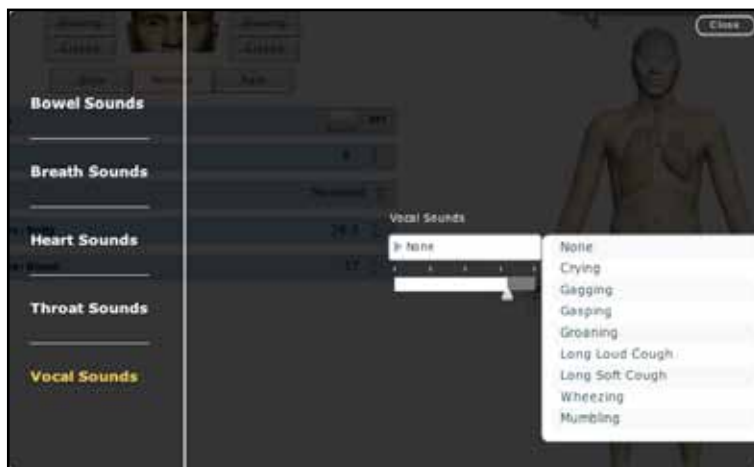 Close
Bowel Sounds
Breath Sounds
Heart Sounds
Throat Sounds
Vocal Sounds
Vocal Sounds
None
None
Crying
Gagging
Gasping
Groaning
Long Loud Cough
Long Soft Cough
Wheezing
Mumbling